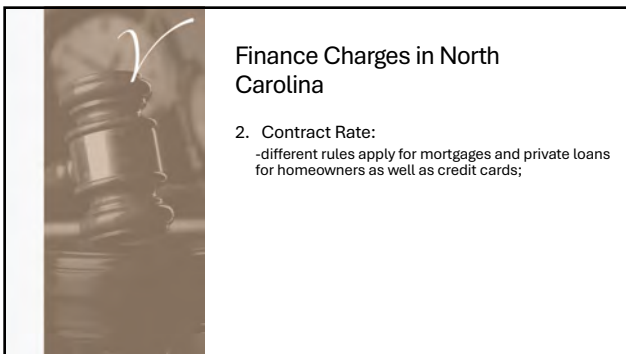 Finance Charges in North
Carolina
2. Contract Rate:
-different rules apply for mortgages and private loans
for homeowners as well as credit cards;